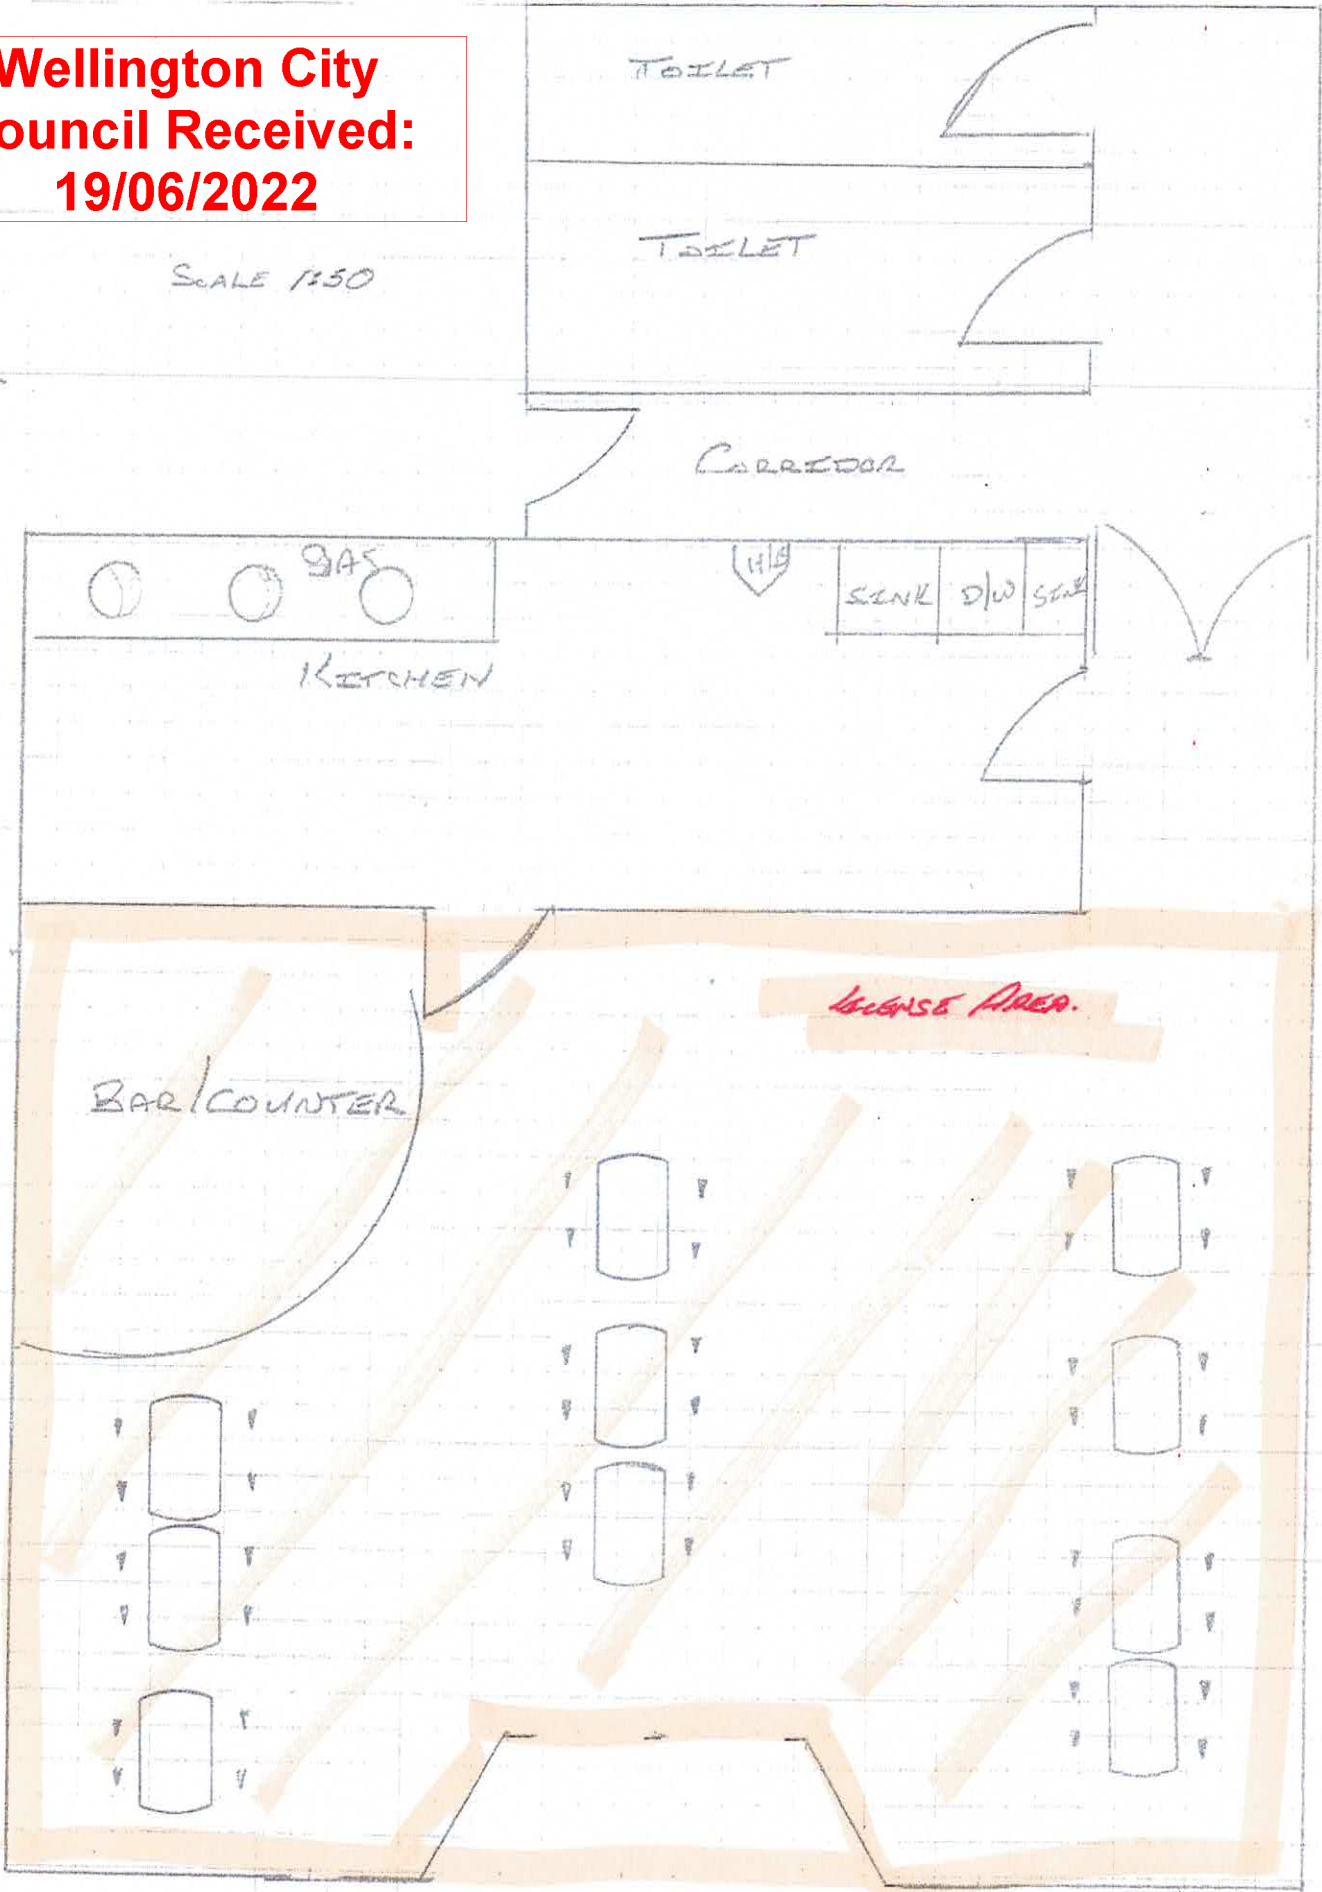 Wellington City
ouncil Received:
19/06/2022
TOILET
TOILET
SCALE 1:50
CORRIDOR
GAS
H/B
SINK
D/W
SINK
KITCHEN
LICENSE AREA.
BAR/COUNTER